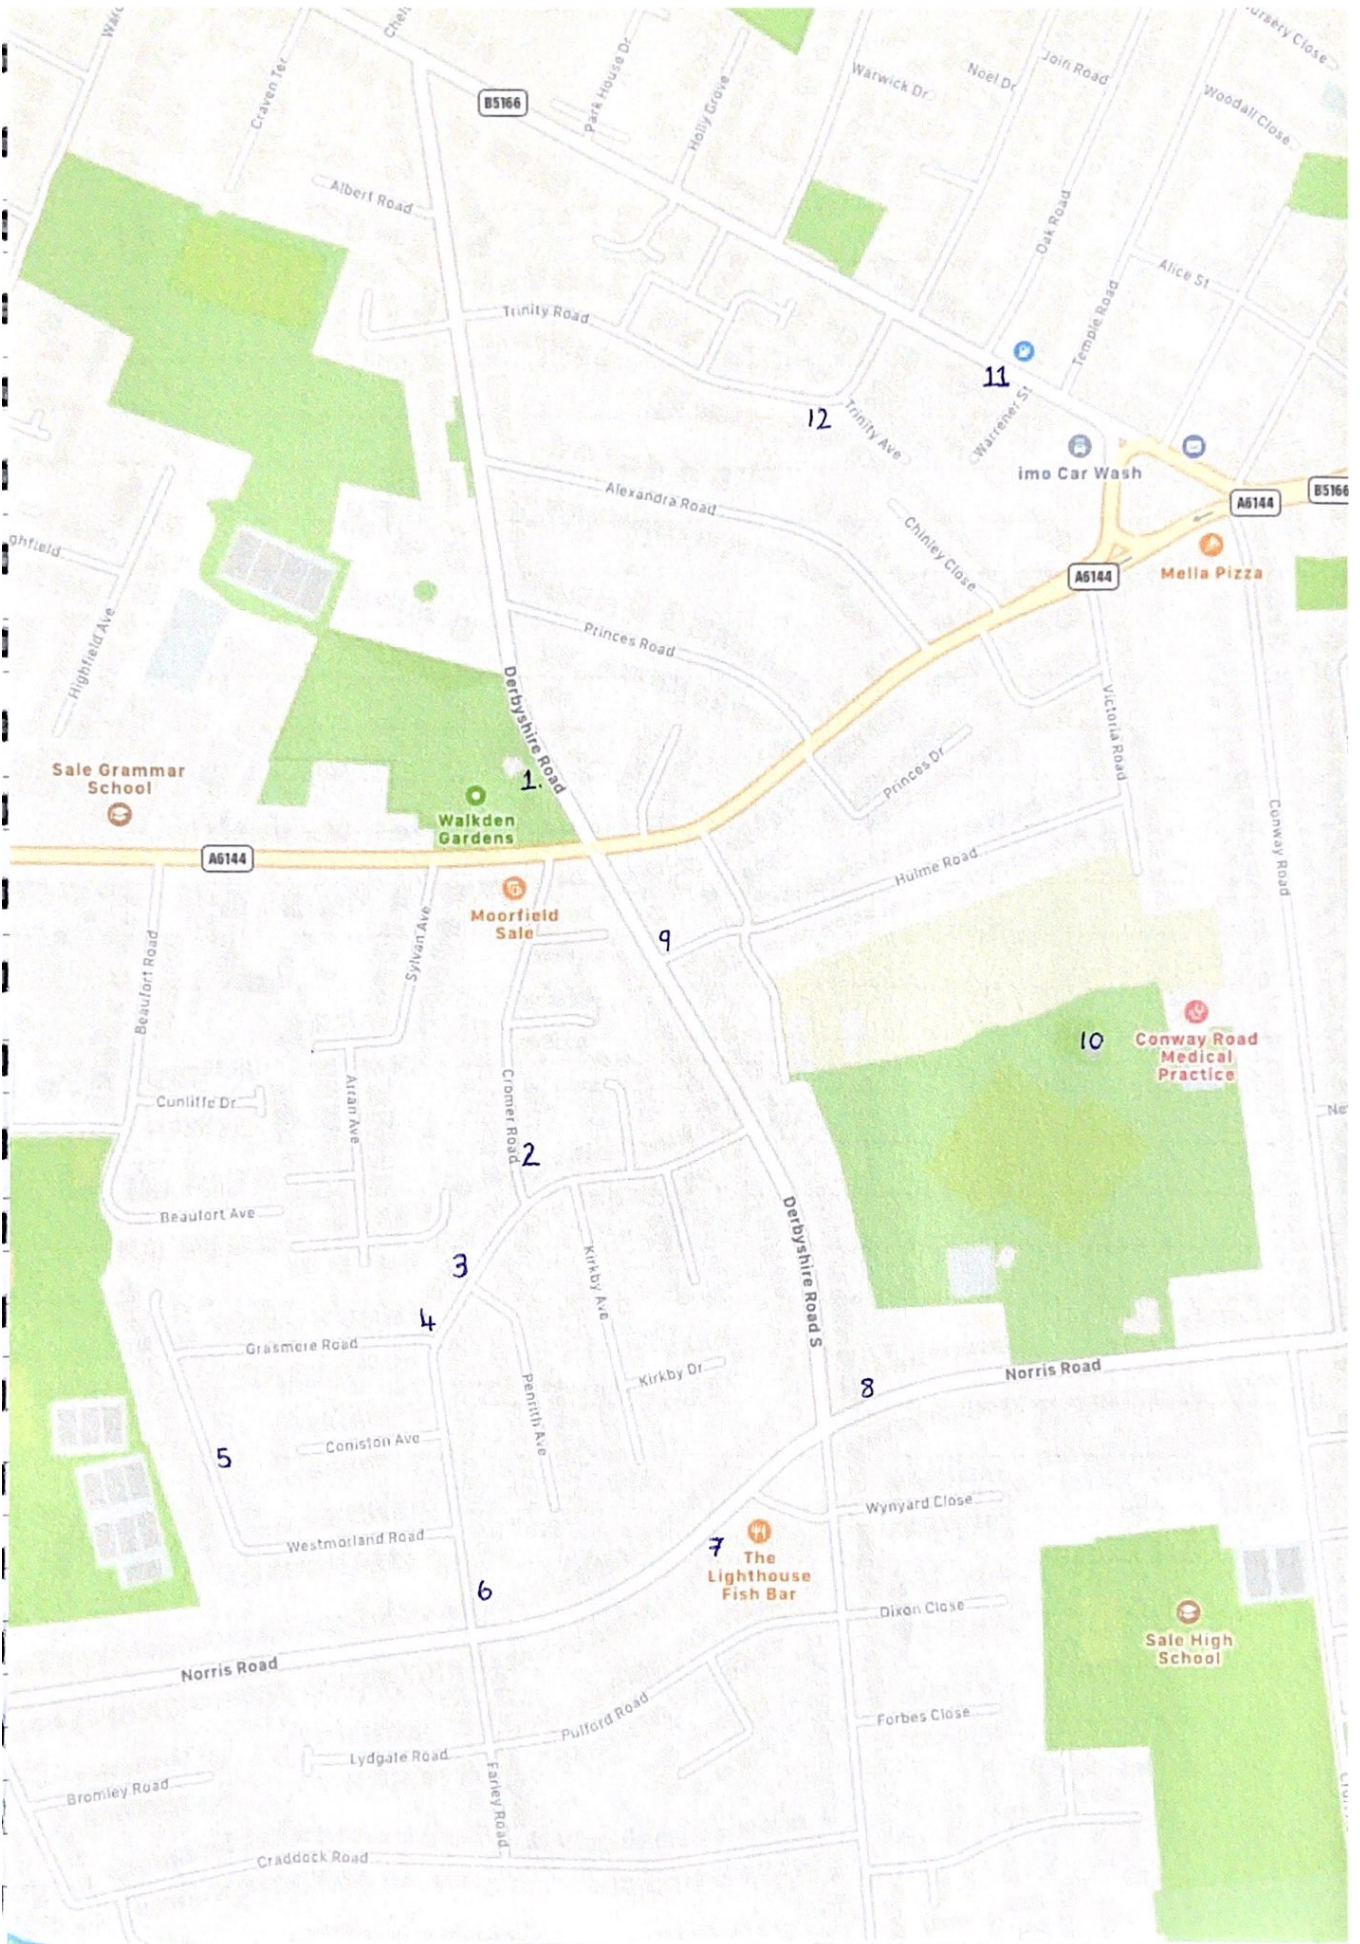 Craven Ter
B5166
Park House Dr
Holly Grove
Warwick Dr
Noel Dr
Join Road
Woodall Close
Albert Road
Oak Road
Alice St
Trinity Road
Temple Road
11
12
Trinity Ave
Warrener St
imo Car Wash
A6144
B5166
Alexandra Road
Chinley Close
A6144
Mella Pizza
ghfield
Highfield Ave
Princes Road
Derbyshire Road
Victoria Road
Sale Grammar
School
1.
Walkden
Gardens
Princes Dr
Conway Road
A6144
Hulme Road
Moorfield
Sale
Sylvan Ave
Beaufort Road
9
10
Conway Road
Medical
Practice
Cunliffe Dr
Arran Ave
Cromer Road
2
Beaufort Ave
Derbyshire Road S
3
Kirkby Ave
4
Grasmere Road
Penrith Ave
Kirkby Dr
8
Norris Road
5
Coniston Ave
Westmorland Road
Wynyard Close
7
The
Lighthouse
Fish Bar
6
Dixon Close
Sale High
School
Norris Road
Pulford Road
Forbes Close
Lydgate Road
Bromley Road
Farley Road
Craddock Road